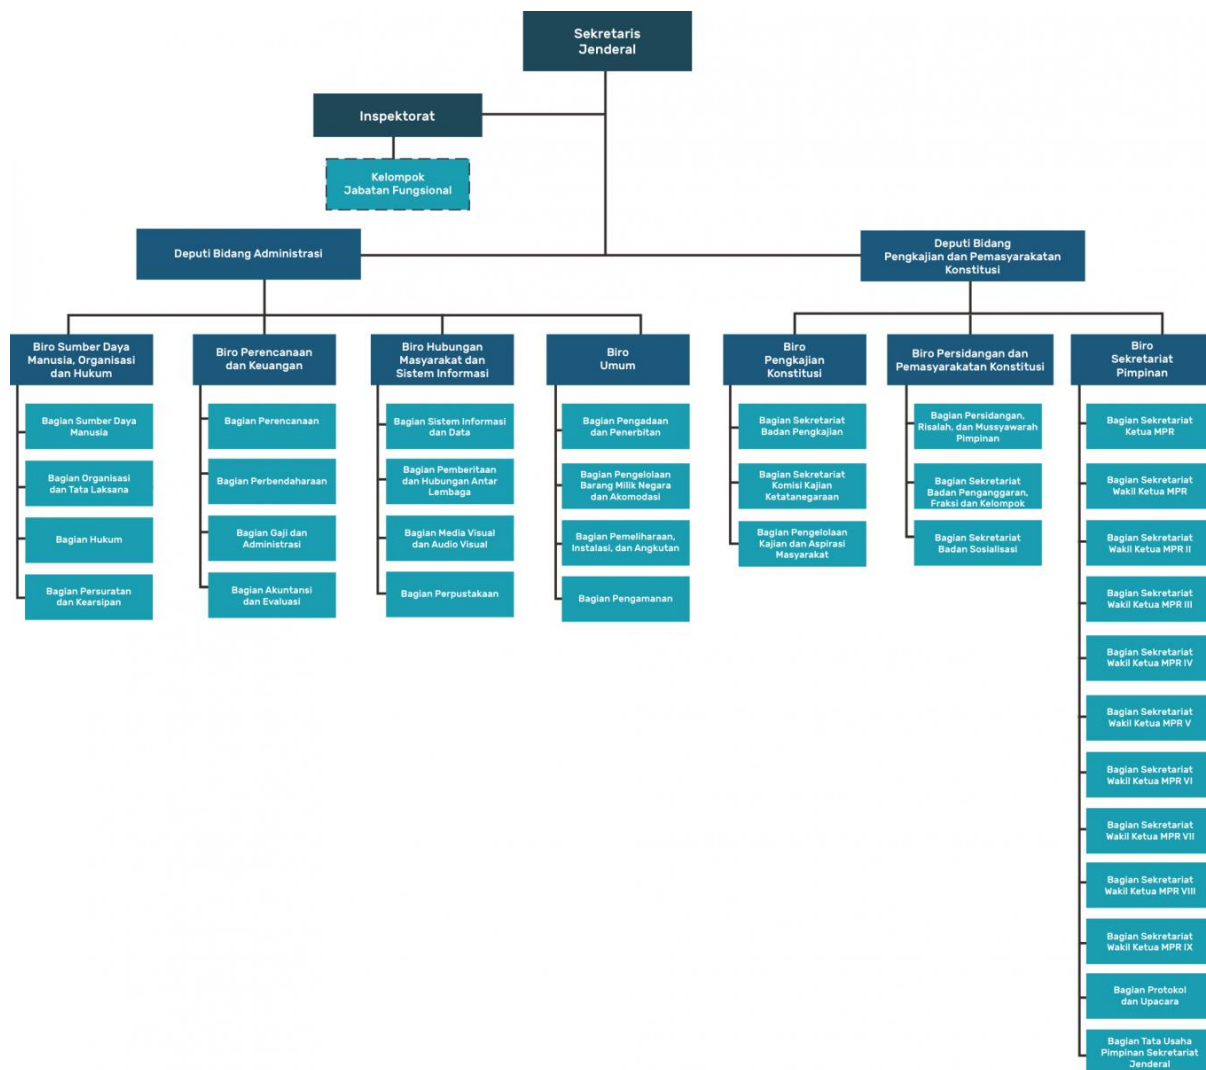 Sekretaris
Jenderal
Inspektorat
Kelompok
Jabatan Fungsional
Deputi Bidang Administrasi
Deputi Bidang
Pengkajian dan Pemasyarakatan
Konstitusi
Biro Sumber Daya
Manusia, Organisasi
dan Hukum
Bagian Sumber Daya
Manusia
Bagian Organisasi
dan Tata Laksana
Bagian Hukum
Bagian Persuratan
dan Kearsipan
Biro Perencanaan
dan Keuangan
Bagian Perencanaan
Bagian Perbendaharaan
Bagian Gaji dan
Administrasi
Bagian Akuntansi
dan Evaluasi
Biro Hubungan
Masyarakat dan
Sistem Informasi
Bagian Sistem Informasi
dan Data
Bagian Pemberitaan
dan Hubungan Antar
Lembaga
Bagian Media Visual
dan Audio Visual
Bagian Perpustakaan
Biro
Umum
Bagian Pengadaan
dan Penerbitan
Bagian Pengelolaan
Barang Milik Negara
dan Akomodasi
Bagian Pemeliharaan,
Instalasi, dan Angkutan
Bagian Pengamanan
Biro
Pengkajian
Konstitusi
Bagian Sekretariat
Badan Pengkajian
Bagian Sekretariat
Komisi Kajian
Ketatanegaraan
Bagian Pengelolaan
Kajian dan Aspirasi
Masyarakat
Biro Persidangan dan
Pemasyarakatan Konstitusi
Bagian Persidangan,
Risalah, dan Mussyawarah
Pimpinan
Bagian Sekretariat
Badan Penganggaran,
Fraksi dan Kelompok
Bagian Sekretariat
Badan Sosialisasi
Biro
Sekretariat
Pimpinan
Bagian Sekretariat
Ketua MPR
Bagian Sekretariat
Wakil Ketua MPR
Bagian Sekretariat
Wakil Ketua MPR II
Bagian Sekretariat
Wakil Ketua MPR III
Bagian Sekretariat
Wakil Ketua MPR IV
Bagian Sekretariat
Wakil Ketua MPR V
Bagian Sekretariat
Wakil Ketua MPR VI
Bagian Sekretariat
Wakil Ketua MPR VII
Bagian Sekretariat
Wakil Ketua MPR VIII
Bagian Sekretariat
Wakil Ketua MPR IX
Bagian Protokol
dan Upacara
Bagian Tata Usaha
Pimpinan Sekretariat
Jenderal